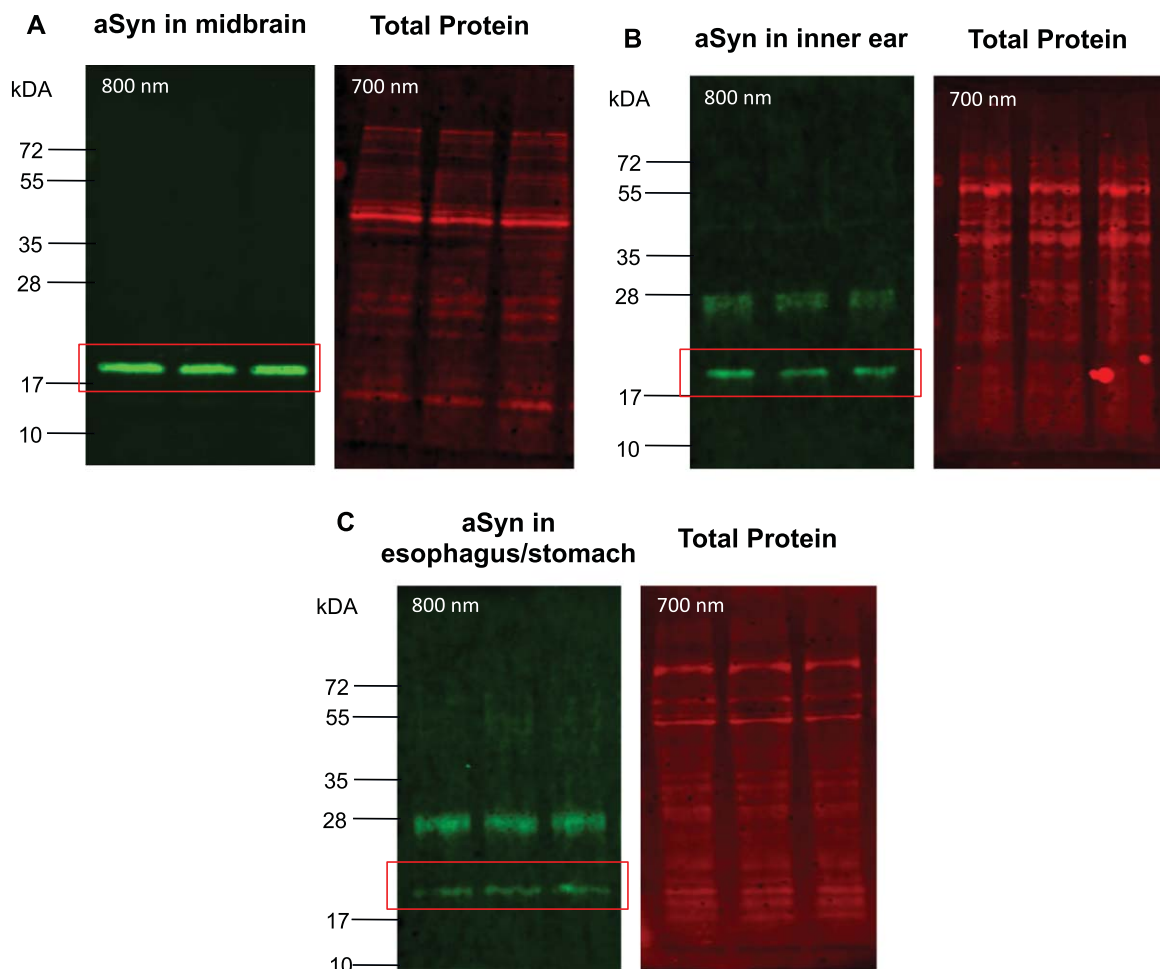 A
aSyn in midbrain
Total Protein
kDA
800 nm
700 nm
72
55
35
28
17
10
B
aSyn in inner ear
Total Protein
kDA
800 nm
700 nm
72
55
35
28
17
10
C
aSyn in
esophagus/stomach
Total Protein
kDA
800 nm
700 nm
72
55
35
28
17
10